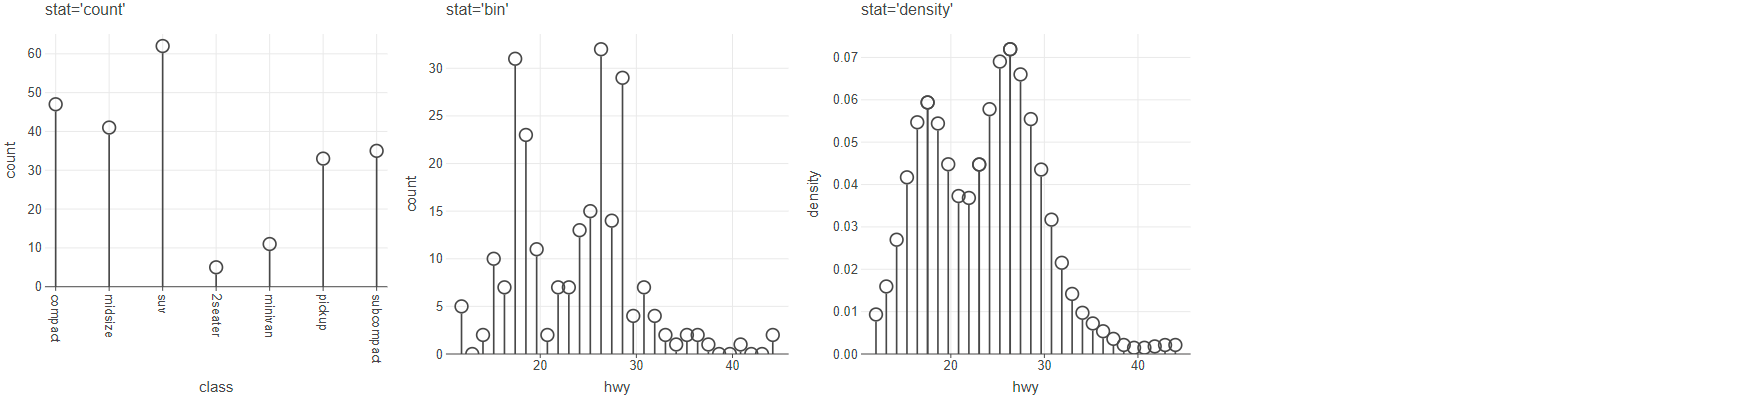 stat='count'
count
60
50
40
30
20
10
0
compact
midsize
suv
2seater
minivan
pickup
subcompact
class
stat='bin'
count
30
25
20
15
10
5
0
20
30
40
hwy
stat='density'
density
0.07
0.06
0.05
0.04
0.03
0.02
0.01
0.00
20
30
40
hwy